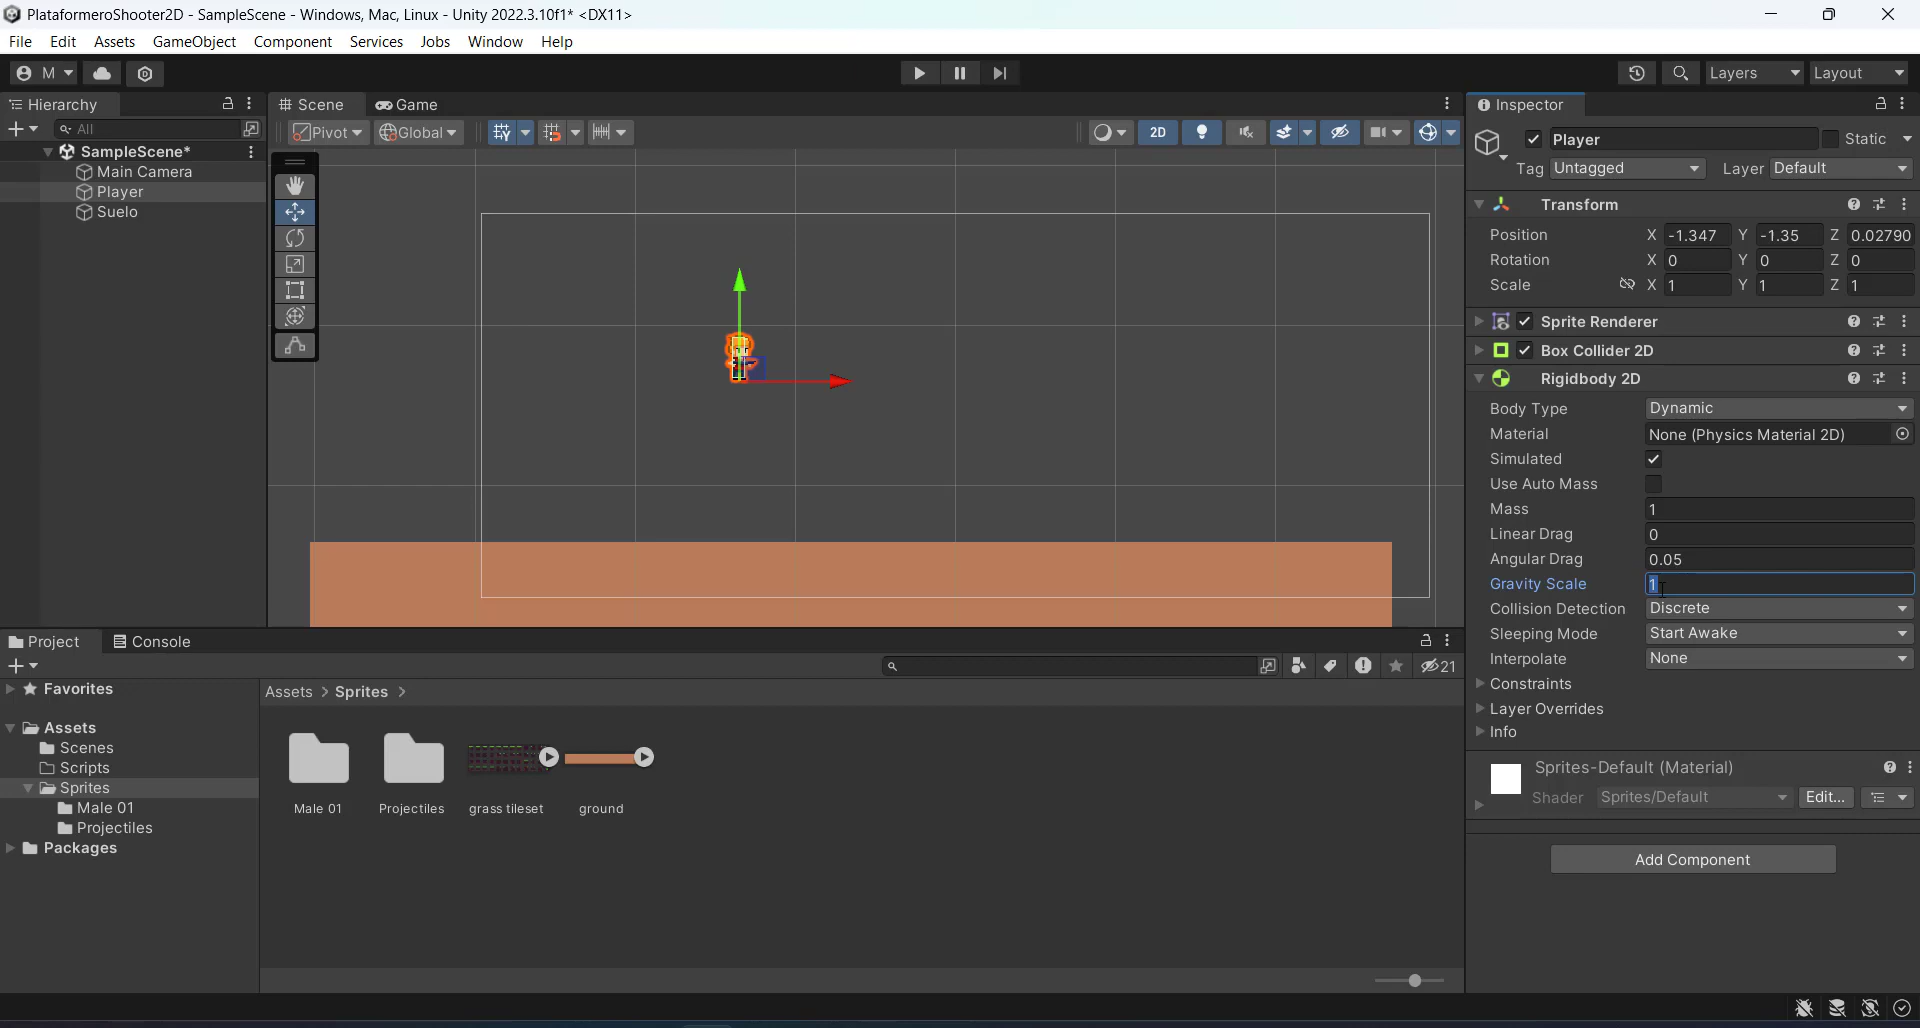 PlataformeroShooter2D - SampleScene - Windows, Mac, Linux - Unity 2022.3.10f1* <DX11>
File Edit Assets GameObject Component Services Jobs Window Help
M Layers Layout
Hierarchy
All
SampleScene*
Main Camera
Player
Suelo
Scene Game
Pivot Global 2D
Inspector
Player Static
Tag Untagged Layer Default
Transform
Position X -1.347 Y -1.35 Z 0.02790
Rotation X 0 Y 0 Z 0
Scale X 1 Y 1 Z 1
Sprite Renderer
Box Collider 2D
Rigidbody 2D
Body Type Dynamic
Material None (Physics Material 2D)
Simulated
Use Auto Mass
Mass 1
Linear Drag 0
Angular Drag 0.05
Gravity Scale 1
Collision Detection Discrete
Sleeping Mode Start Awake
Interpolate None
Constraints
Layer Overrides
Info
Sprites-Default (Material)
Shader Sprites/Default Edit...
Add Component
Project Console
21
Favorites
Assets
Scenes
Scripts
Sprites
Male 01
Projectiles
Packages
Assets > Sprites >
Male 01 Projectiles grass tileset ground